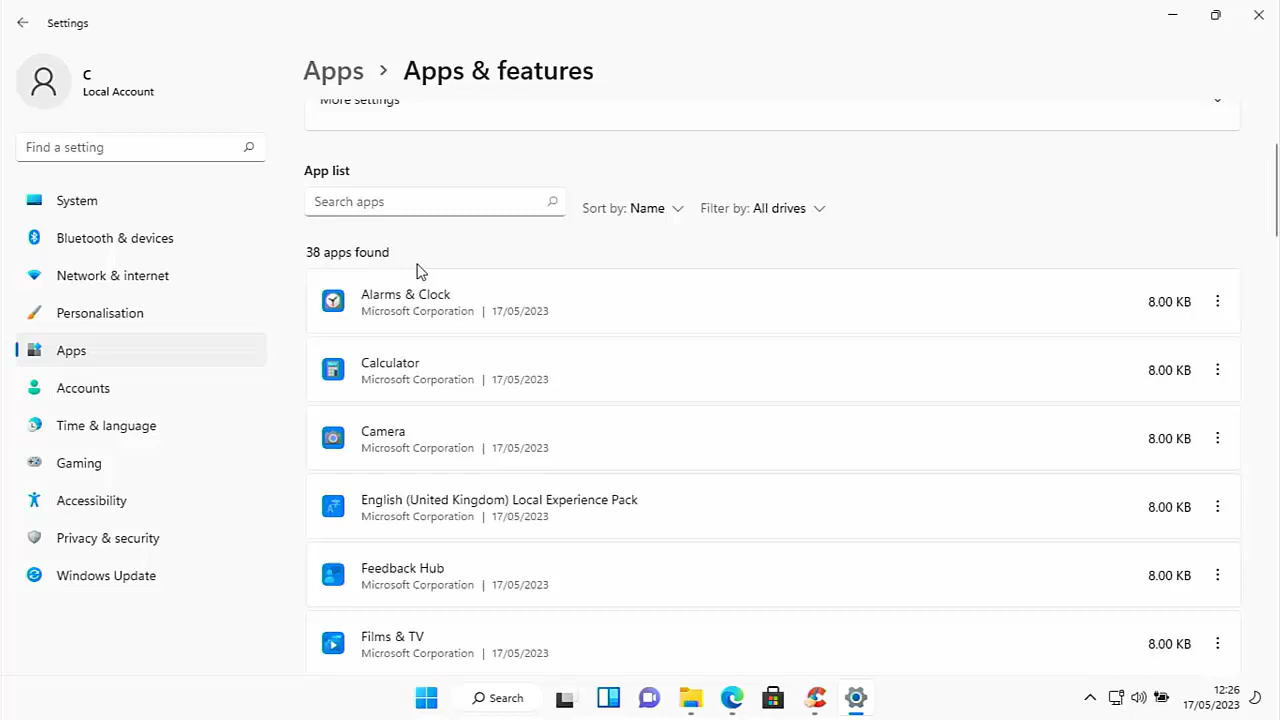 Settings
C
Local Account
Find a setting
System
Bluetooth & devices
Network & internet
Personalisation
Apps
Accounts
Time & language
Gaming
Accessibility
Privacy & security
Windows Update
Apps > Apps & features
More settings
App list
Search apps
Sort by: Name
Filter by: All drives
38 apps found
Alarms & Clock
Microsoft Corporation | 17/05/2023
8.00 KB
Calculator
Microsoft Corporation | 17/05/2023
8.00 KB
Camera
Microsoft Corporation | 17/05/2023
8.00 KB
English (United Kingdom) Local Experience Pack
Microsoft Corporation | 17/05/2023
8.00 KB
Feedback Hub
Microsoft Corporation | 17/05/2023
8.00 KB
Films & TV
Microsoft Corporation | 17/05/2023
8.00 KB
Search
12:26
17/05/2023